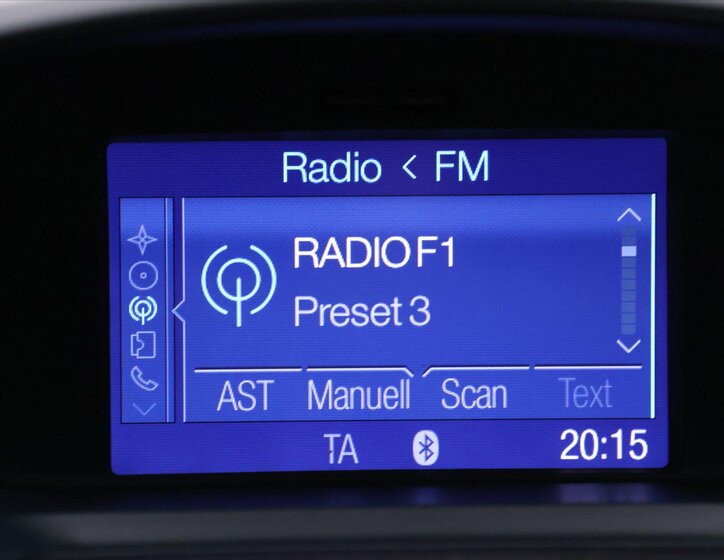 Radio < FM
RADIO F1
Preset 3
AST Manuell Scan Text
TA 20:15